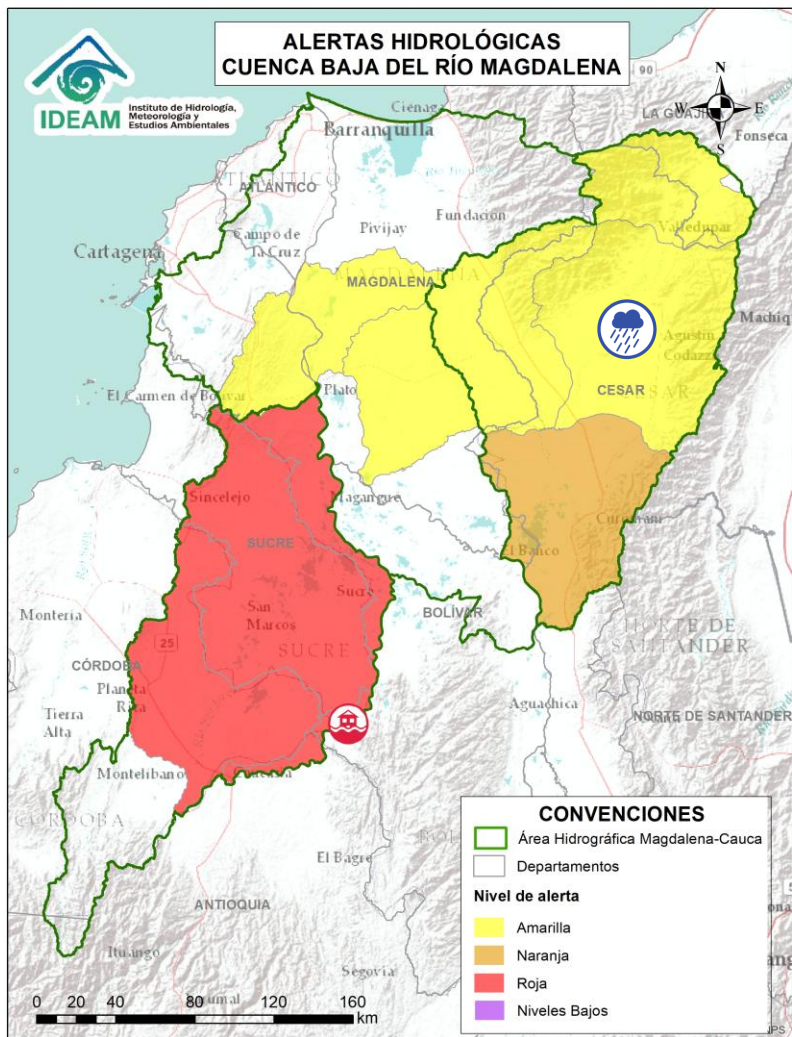 ALERTAS HIDROLÓGICAS
CUENCA BAJA DEL RÍO MAGDALENA
IDEAM
Instituto de Hidrología,
Meteorología y
Estudios Ambientales
90
N
W
E
S
LA GUAJIRA
Fonseca
Ciénaga
Barranquilla
ATLÁNTICO
Valledupar
Fundación
Pivijay
Campo de
la Cruz
Cartagena
MAGDALENA
Machiq
Agustín
Codazzi
CESAR
Plato
El Carmen de Bolívar
Sincelejo
Magangue
Curumaní
SUCRE
El Banco
Sucre
San
Marcos
BOLÍVAR
Montería
NORTE DE
SANTANDER
SUCRE
25
CÓRDOBA
Planeta
Rica
Aguachica
Tierra
Alta
NORTE DE SANTANDER
Montelibano
CÓRDOBA
El Bagre
ANTIOQUIA
Ituango
Segovia
CONVENCIONES
Área Hidrográfica Magdalena-Cauca
Departamentos
Nivel de alerta
Amarilla
Naranja
Roja
Niveles Bajos
0 20 40 80 120 160
km